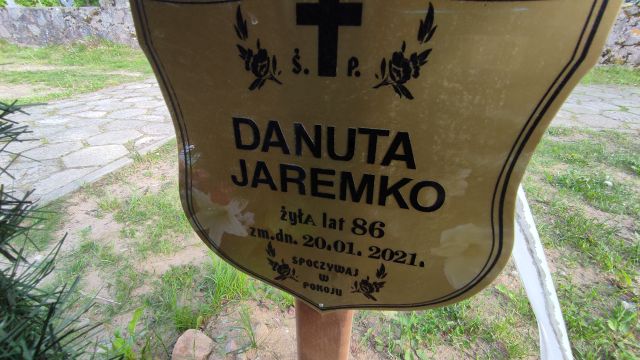 Ś. P.
DANUTA
JAREMKO
żyłA lat 86
zm.dn. 20.01. 2021.
SPOCZYWAJ
W
POKOJU